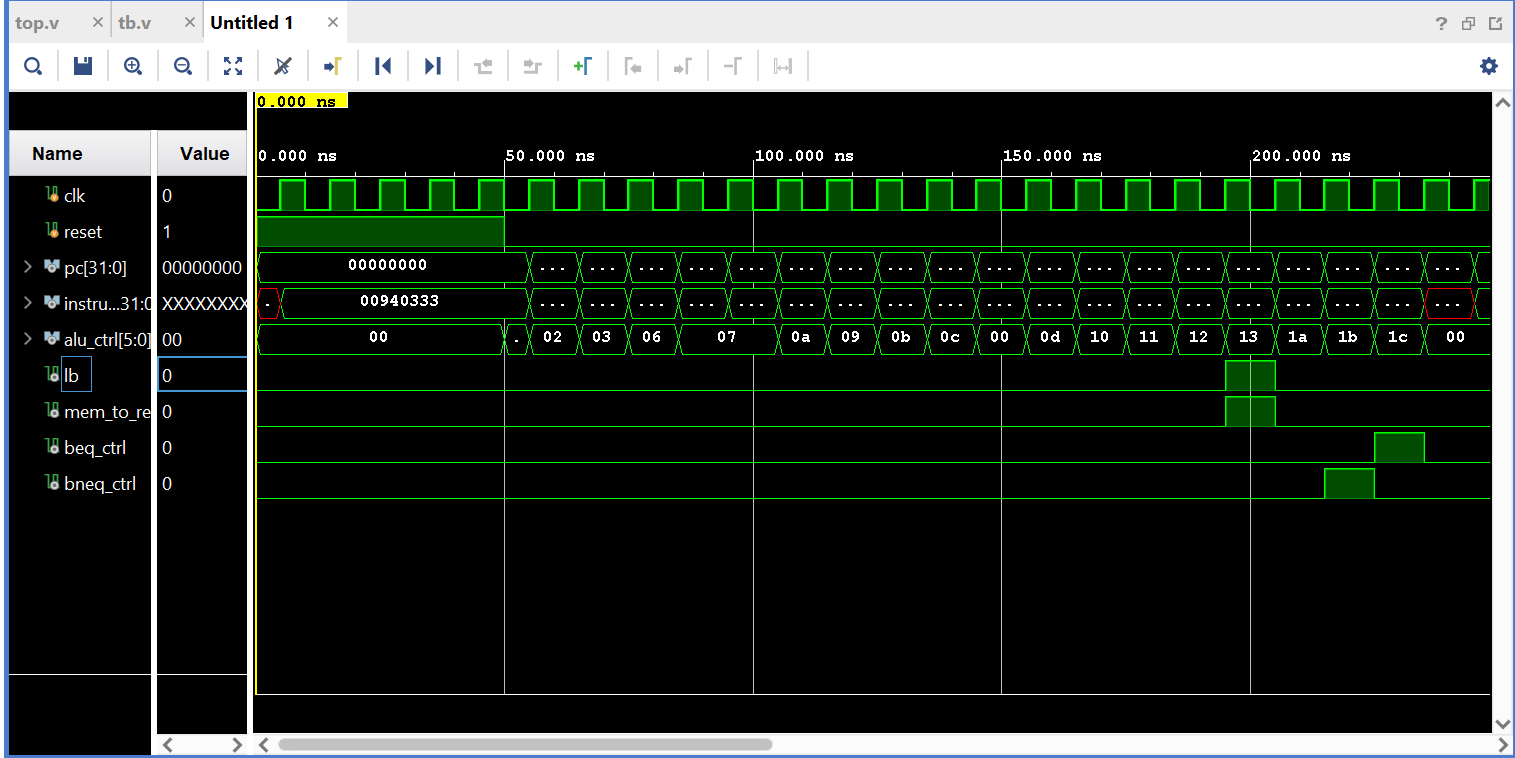 top.v × tb.v × Untitled 1 × ?
0.000 ns
Name Value 0.000 ns 50.000 ns 100.000 ns 150.000 ns 200.000 ns
clk 0
reset 1
pc[31:0] 00000000 00000000 ... ... ... ... ... ... ... ... ... ... ... ... ... ... ... ... ... ... ...
instru...31:0 XXXXXXXX . 00940333 ... ... ... ... ... ... ... ... ... ... ... ... ... ... ... ... ... ... ...
alu_ctrl[5:0] 00 00 . 02 03 06 07 0a 09 0b 0c 00 0d 10 11 12 13 1a 1b 1c 00
lb 0
mem_to_re 0
beq_ctrl 0
bneq_ctrl 0